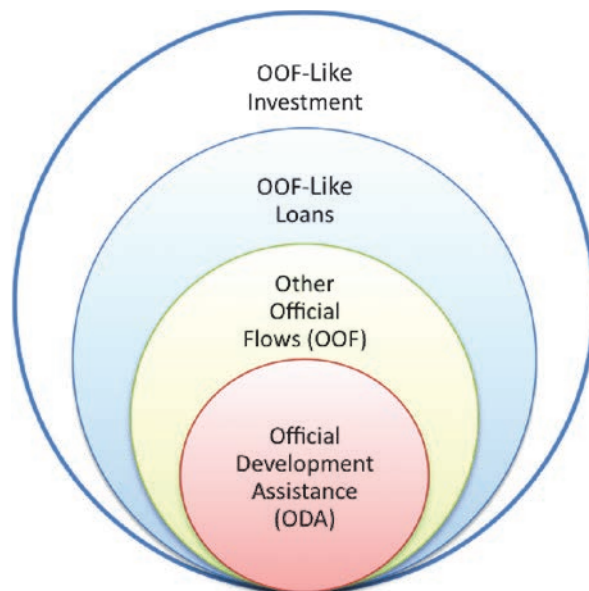 OOF-Like
Investment
OOF-Like
Loans
Other
Official
Flows (OOF)
Official
Development
Assistance
(ODA)